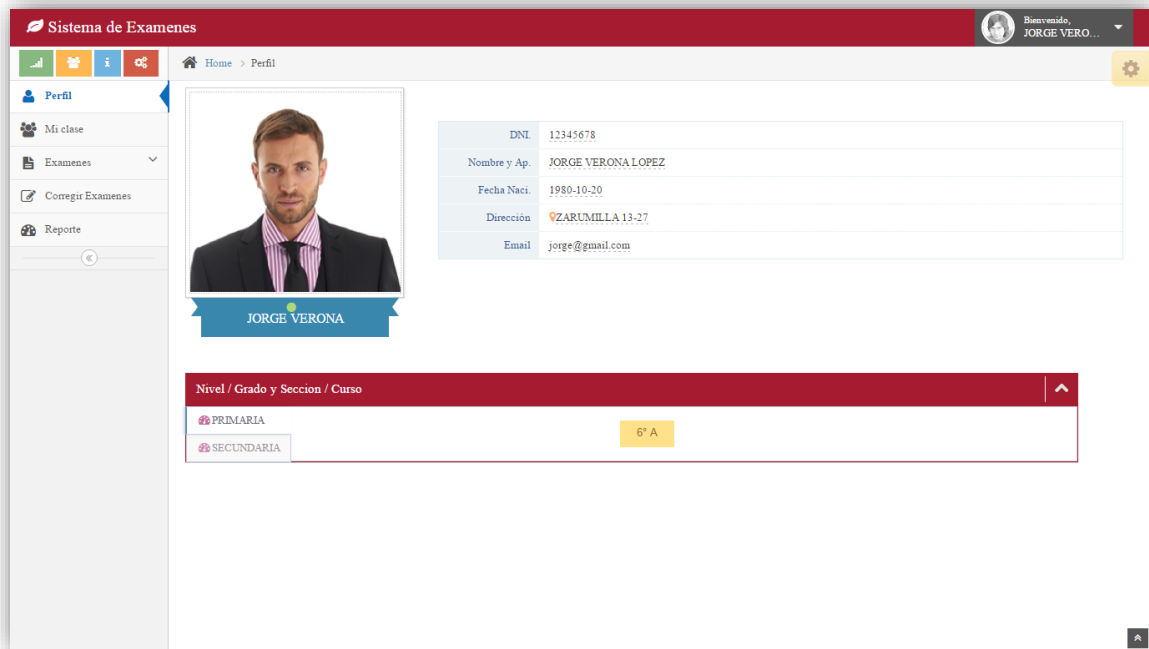 Sistema de Examenes
Bienvenido,
JORGE VERO...
Home > Perfil
Perfil
Mi clase
Examenes
Corregir Examenes
Reporte
DNI. 12345678
Nombre y Ap. JORGE VERONA LOPEZ
Fecha Naci. 1980-10-20
Dirección ZARUMILLA 13-27
Email jorge@gmail.com
JORGE VERONA
Nivel / Grado y Seccion / Curso
PRIMARIA
6° A
SECUNDARIA